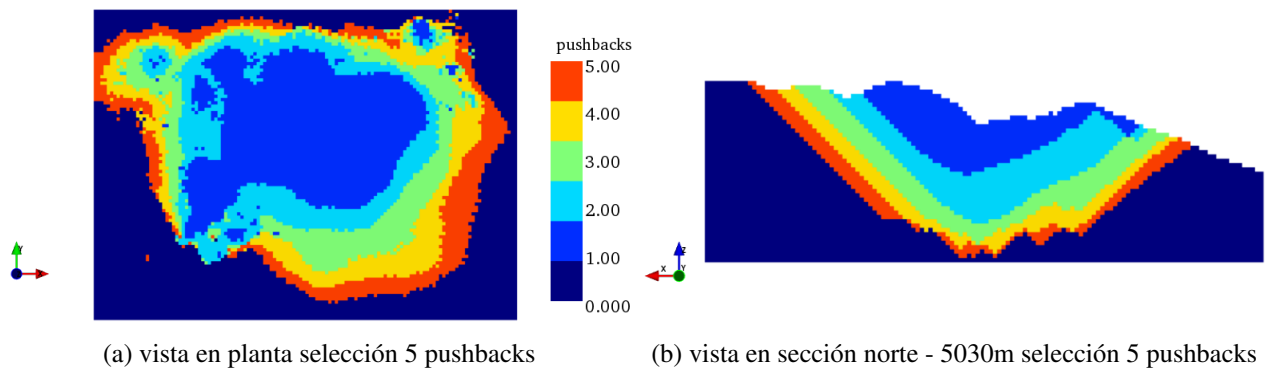 pushbacks
5.00
4.00
3.00
2.00
1.00
0.000
Y
X
Z
Y
(a) vista en planta selección 5 pushbacks
(b) vista en sección norte - 5030m selección 5 pushbacks